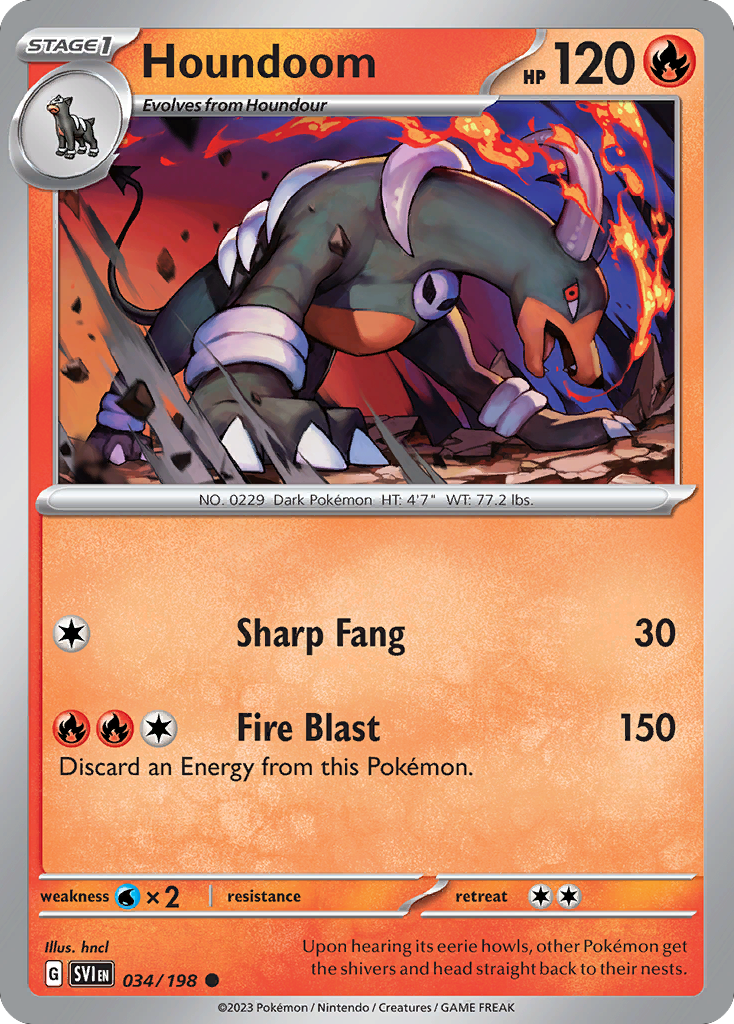 STAGE1
Houndoom
HP 120
Evolves from Houndour
NO. 0229 Dark Pokémon HT: 4'7" WT: 77.2 lbs.
Sharp Fang 30
Fire Blast 150
Discard an Energy from this Pokémon.
weakness ×2 resistance retreat
Illus. hncl
Upon hearing its eerie howls, other Pokémon get
the shivers and head straight back to their nests.
G SVI EN 034/198
©2023 Pokémon / Nintendo / Creatures / GAME FREAK